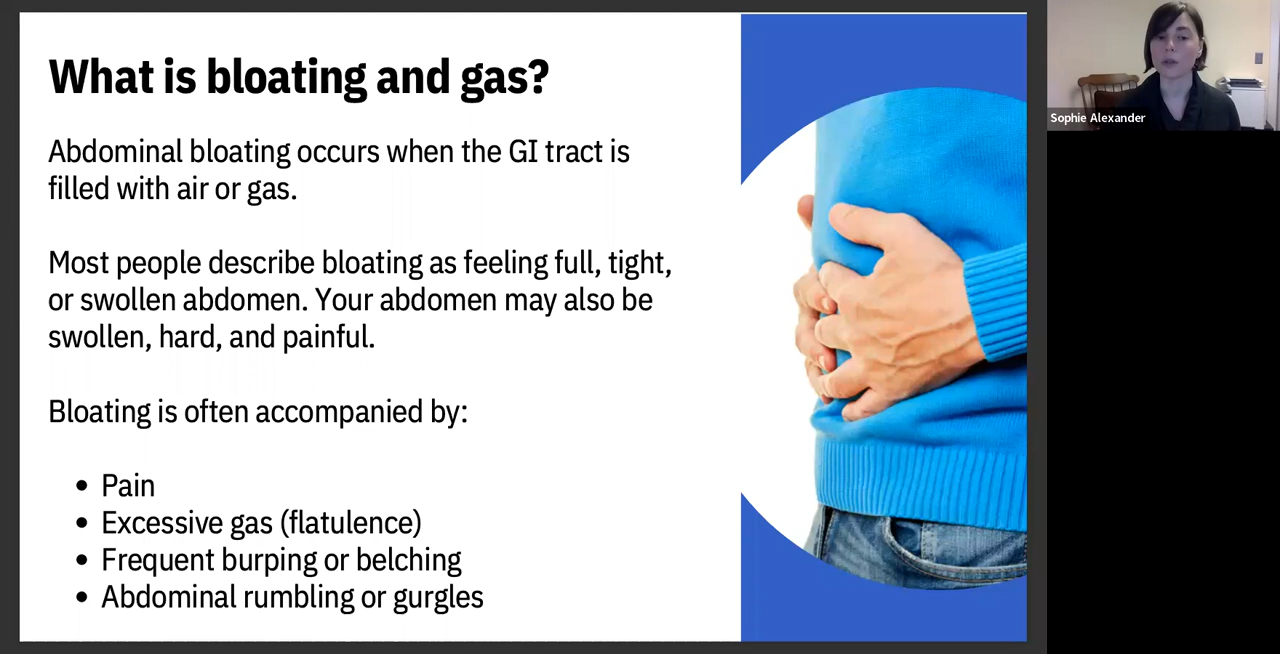 What is bloating and gas?
Abdominal bloating occurs when the GI tract is
filled with air or gas.
Most people describe bloating as feeling full, tight,
or swollen abdomen. Your abdomen may also be
swollen, hard, and painful.
Bloating is often accompanied by:
• Pain
• Excessive gas (flatulence)
• Frequent burping or belching
• Abdominal rumbling or gurgles
Sophie Alexander